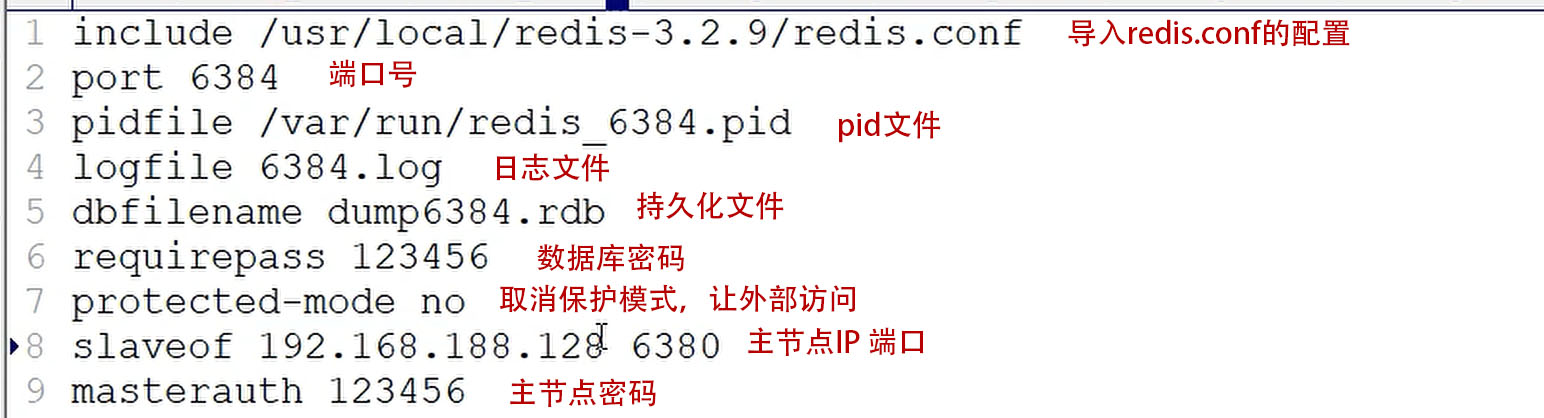 1 include /usr/local/redis-3.2.9/redis.conf 导入redis.conf的配置
2 port 6384 端口号
3 pidfile /var/run/redis_6384.pid pid文件
4 logfile 6384.log 日志文件
5 dbfilename dump6384.rdb 持久化文件
6 requirepass 123456 数据库密码
7 protected-mode no 取消保护模式，让外部访问
8 slaveof 192.168.188.128 6380 主节点IP 端口
9 masterauth 123456 主节点密码